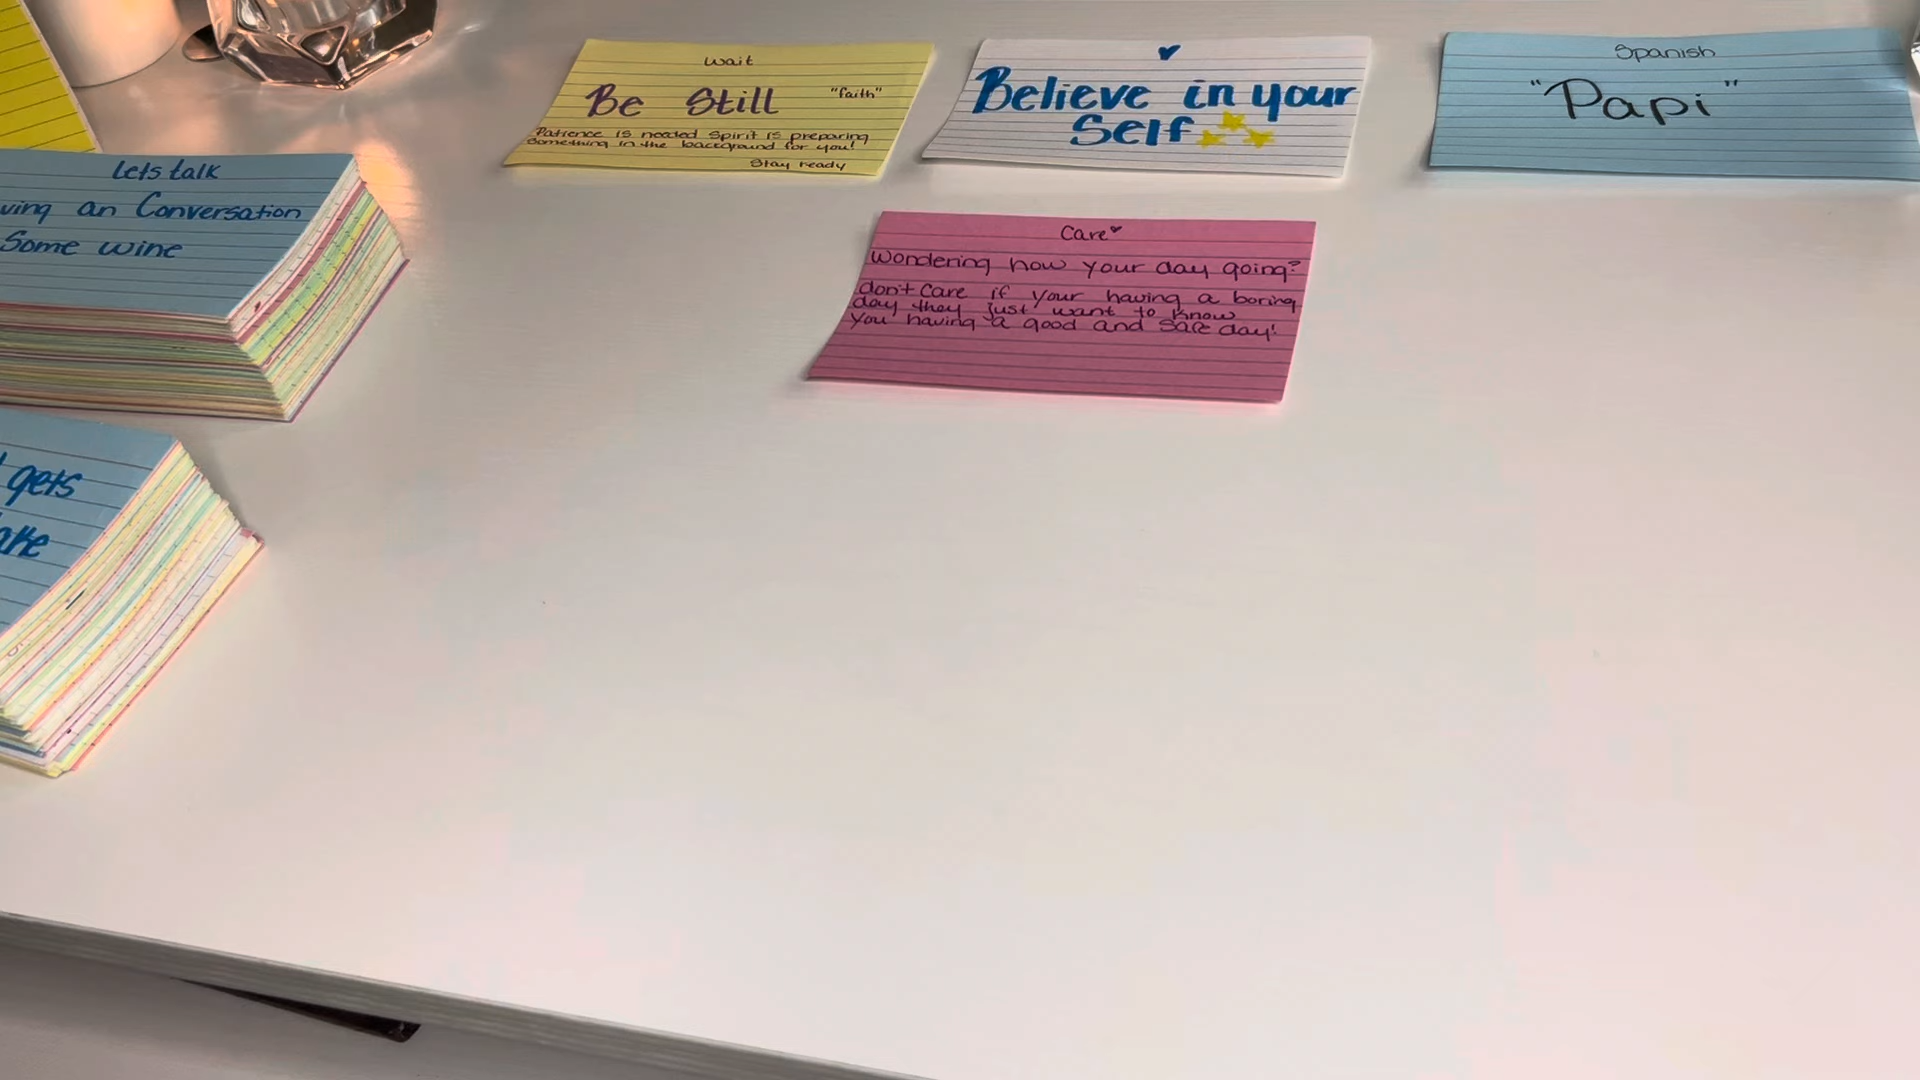 Wait
Be Still "faith"
Patience is needed Spirit is preparing
Something in the background for you!
Stay ready
Believe in your
Self
Spanish
"Papi"
Care
Wondering how your day going?
don't care if your having a boring
day they just want to know
you having a good and safe day!
Lets talk
an Conversation
Some wine
gets